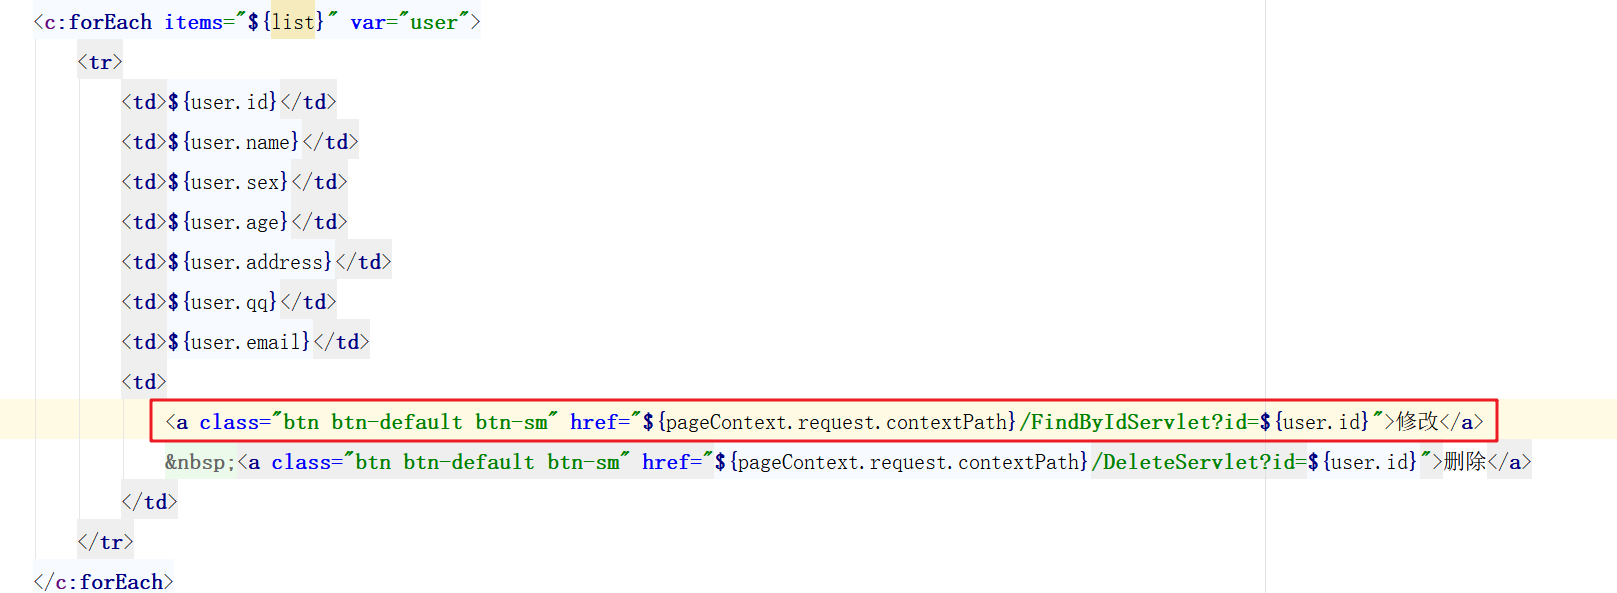 <c:forEach items="${list}" var="user">
<tr>
<td>${user.id}</td>
<td>${user.name}</td>
<td>${user.sex}</td>
<td>${user.age}</td>
<td>${user.address}</td>
<td>${user.qq}</td>
<td>${user.email}</td>
<td>
<a class="btn btn-default btn-sm" href="${pageContext.request.contextPath}/FindByIdServlet?id=${user.id}">修改</a>
&nbsp;<a class="btn btn-default btn-sm" href="${pageContext.request.contextPath}/DeleteServlet?id=${user.id}">删除</a>
</td>
</tr>
</c:forEach>